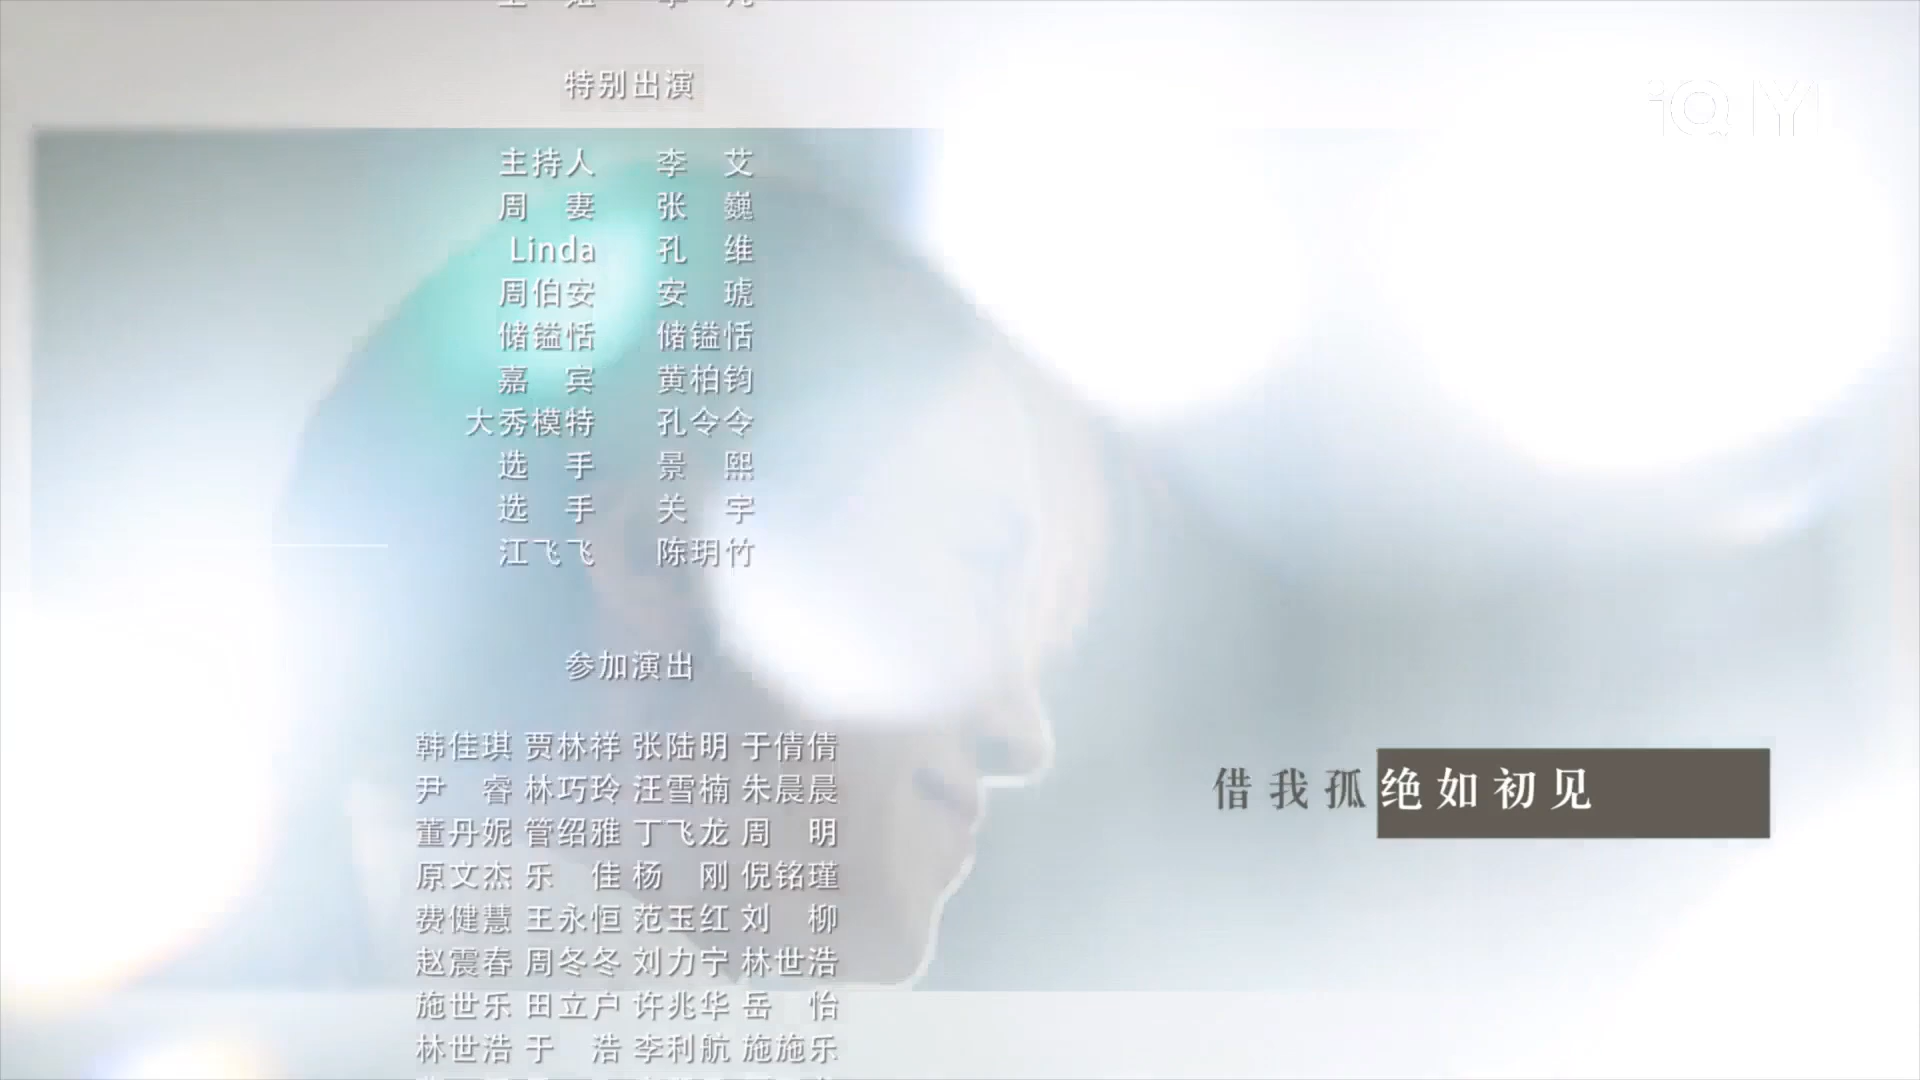 特别出演
iQIYI
主持人 李 艾
周 妻 张 巍
Linda 孔 维
周伯安 安 琥
储镒恬 储镒恬
嘉 宾 黄柏钧
大秀模特 孔令令
选 手 景 熙
选 手 关 宇
江飞飞 陈玥竹
参加演出
韩佳琪 贾林祥 张陆明 于倩倩
尹 睿 林巧玲 汪雪楠 朱晨晨
董丹妮 管绍雅 丁飞龙 周 明
原文杰 乐 佳 杨 刚 倪铭瑾
费健慧 王永恒 范玉红 刘 柳
赵震春 周冬冬 刘力宁 林世浩
施世乐 田立户 许兆华 岳 怡
林世浩 于 浩 李利航 施施乐
借我孤绝如初见